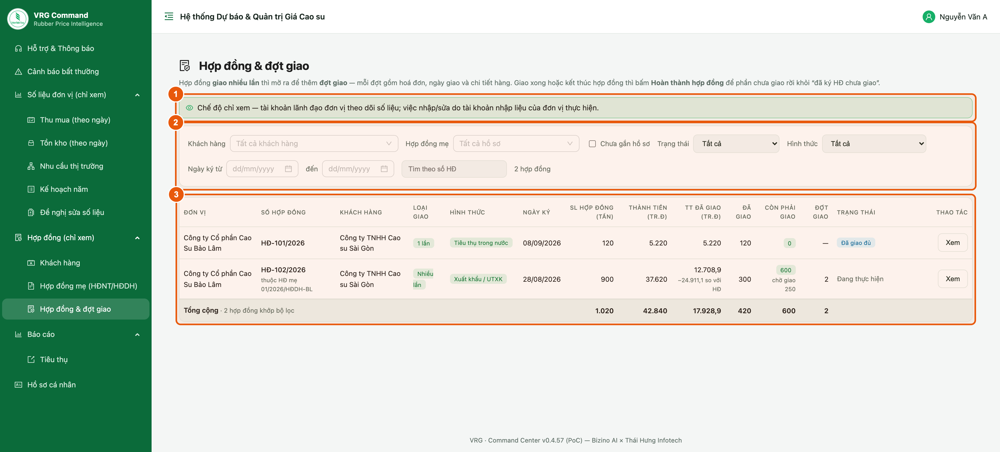 VRG Command
Rubber Price Intelligence
Hỗ trợ & Thông báo
Cảnh báo bất thường
Số liệu đơn vị (chỉ xem)
Thu mua (theo ngày)
Tồn kho (theo ngày)
Nhu cầu thị trường
Kế hoạch năm
Đề nghị sửa số liệu
Hợp đồng (chỉ xem)
Khách hàng
Hợp đồng mẹ (HĐNT/HĐDH)
Hợp đồng & đợt giao
Báo cáo
Tiêu thụ
Hồ sơ cá nhân
Hệ thống Dự báo & Quản trị Giá Cao su
Nguyễn Văn A
Hợp đồng & đợt giao
Hợp đồng giao nhiều lần thì mở ra để thêm đợt giao — mỗi đợt gồm hoá đơn, ngày giao và chi tiết hàng. Giao xong hoặc kết thúc hợp đồng thì bấm Hoàn thành hợp đồng để phần chưa giao rời khỏi “đã ký HĐ chưa giao”.
1
Chế độ chỉ xem — tài khoản lãnh đạo đơn vị theo dõi số liệu; việc nhập/sửa do tài khoản nhập liệu của đơn vị thực hiện.
2
Khách hàng Tất cả khách hàng Hợp đồng mẹ Tất cả hồ sơ Chưa gắn hồ sơ Trạng thái Tất cả Hình thức Tất cả
Ngày ký từ dd/mm/yyyy đến dd/mm/yyyy Tìm theo số HĐ 2 hợp đồng
3
ĐƠN VỊ SỐ HỢP ĐỒNG KHÁCH HÀNG LOẠI GIAO HÌNH THỨC NGÀY KÝ SL HỢP ĐỒNG (TẤN) THÀNH TIỀN (TR.Đ) TT ĐÃ GIAO (TR.Đ) ĐÃ GIAO CÒN PHẢI GIAO ĐỢT GIAO TRẠNG THÁI THAO TÁC
Công ty Cổ phần Cao Su Bảo Lâm HĐ-101/2026 Công ty TNHH Cao su Sài Gòn 1 lần Tiêu thụ trong nước 08/09/2026 120 5.220 5.220 120 0 — Đã giao đủ Xem
Công ty Cổ phần Cao Su Bảo Lâm HĐ-102/2026 thuộc HĐ mẹ 01/2026/HĐDH-BL Công ty TNHH Cao su Sài Gòn Nhiều lần Xuất khẩu / UTXK 28/08/2026 900 37.620 12.708,9 −24.911,1 so với HĐ 300 600 chờ giao 250 2 Đang thực hiện Xem
Tổng cộng · 2 hợp đồng khớp bộ lọc 1.020 42.840 17.928,9 420 600 2
VRG · Command Center v0.4.57 (PoC) — Bizino AI × Thái Hưng Infotech